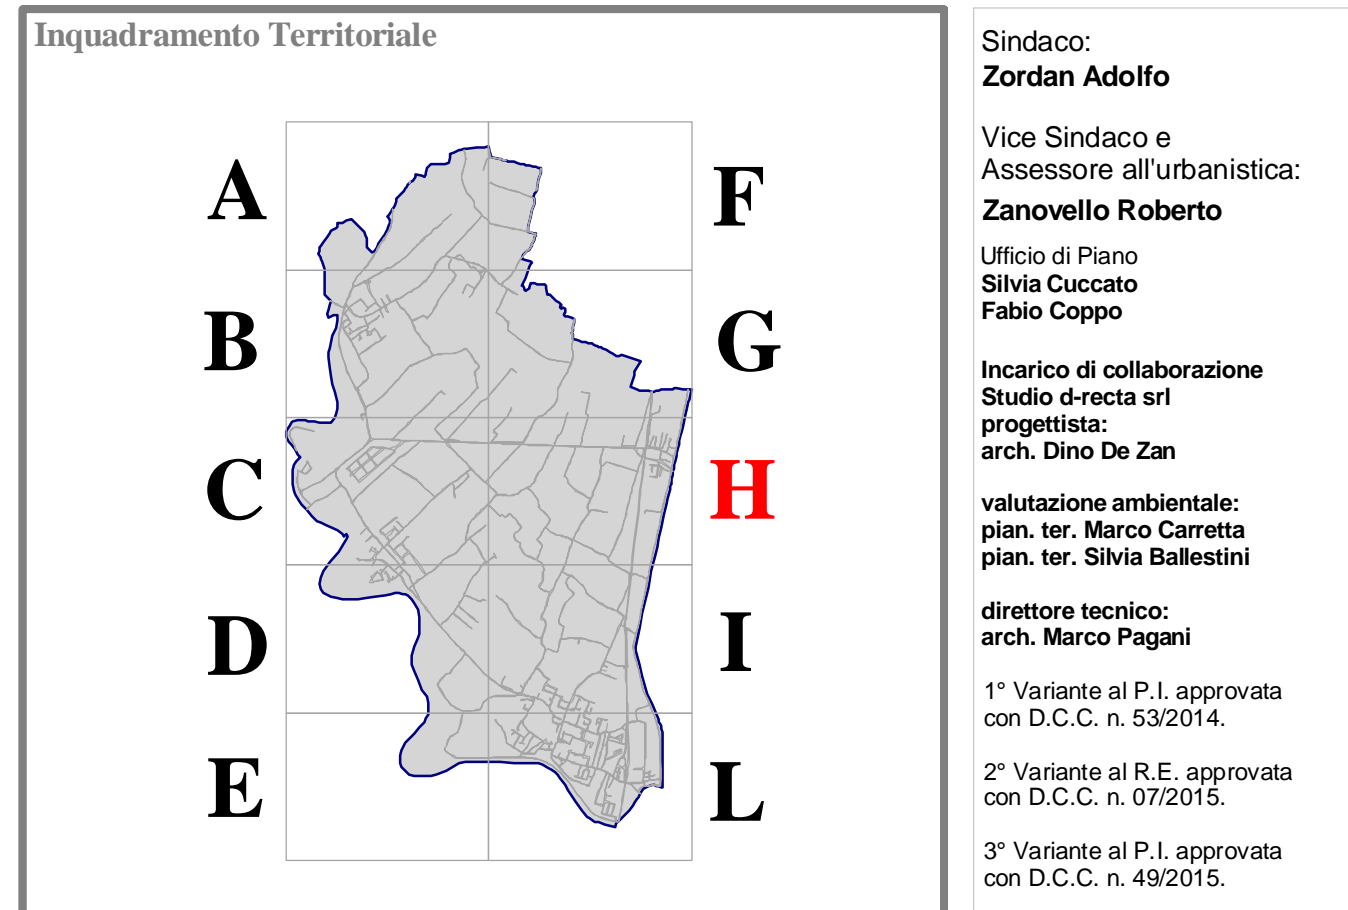 Inquadramento Territoriale
A
F
B
G
C
H
D
I
E
L
Sindaco:
Zordan Adolfo
Vice Sindaco e
Assessore all'urbanistica:
Zanovello Roberto
Ufficio di Piano
Silvia Cuccato
Fabio Coppo
Incarico di collaborazione
Studio d-recta srl
progettista:
arch. Dino De Zan
valutazione ambientale:
pian. ter. Marco Carretta
pian. ter. Silvia Ballestini
direttore tecnico:
arch. Marco Pagani
1° Variante al P.I. approvata
con D.C.C. n. 53/2014.
2° Variante al R.E. approvata
con D.C.C. n. 07/2015.
3° Variante al P.I. approvata
con D.C.C. n. 49/2015.